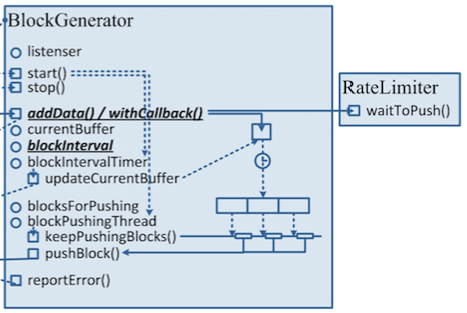 BlockGenerator
listenser
start()
stop()
addData() / withCallback()
currentBuffer
blockInterval
blockIntervalTimer
updateCurrentBuffer
blocksForPushing
blockPushingThread
keepPushingBlocks()
pushBlock()
reportError()
RateLimiter
waitToPush()